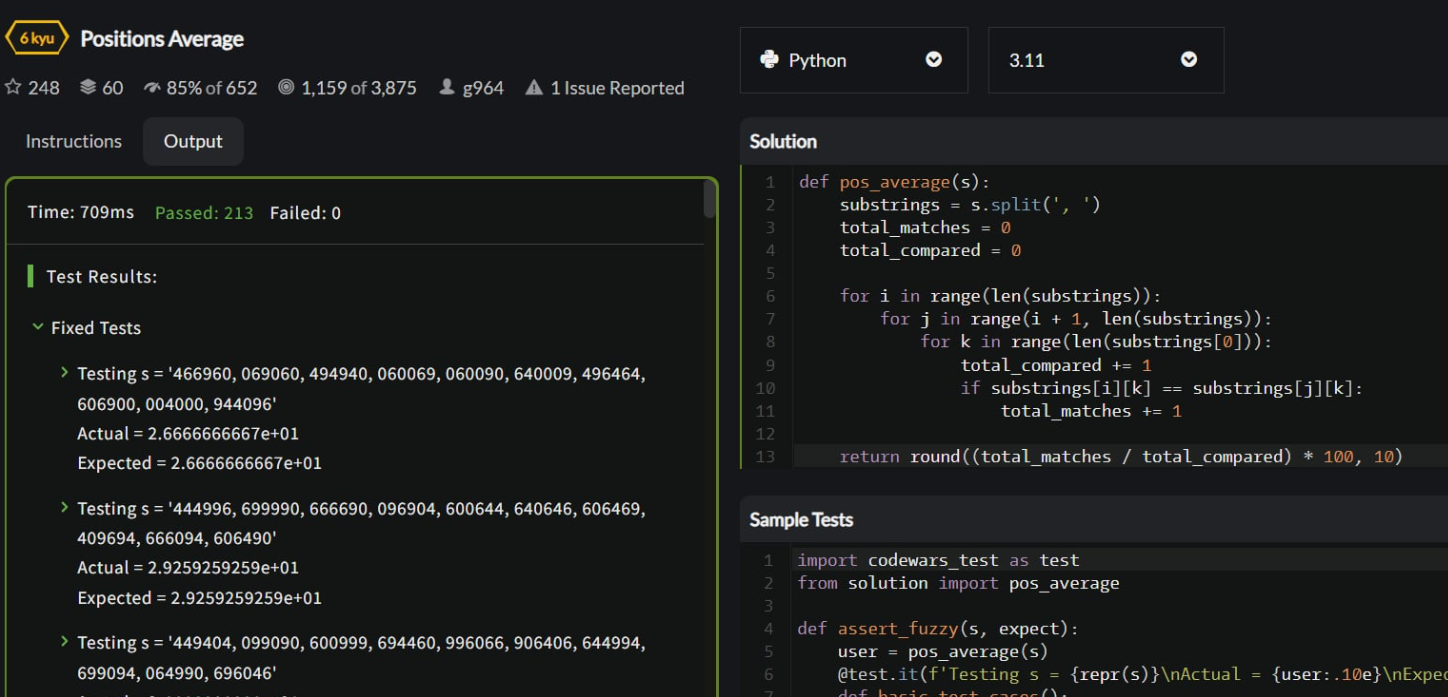 6 kyu Positions Average
248 60 85% of 652 1,159 of 3,875 g964 1 Issue Reported
Instructions Output
Time: 709ms Passed: 213 Failed: 0
Test Results:
Fixed Tests
Testing s = '466960, 069060, 494940, 060069, 060090, 640009, 496464,
606900, 004000, 944096'
Actual = 2.6666666667e+01
Expected = 2.6666666667e+01
Testing s = '444996, 699990, 666690, 096904, 600644, 640646, 606469,
409694, 666094, 606490'
Actual = 2.9259259259e+01
Expected = 2.9259259259e+01
Testing s = '449404, 099090, 600999, 694460, 996066, 906406, 644994,
699094, 064990, 696046'
Python 3.11
Solution
1 def pos_average(s):
2 substrings = s.split(', ')
3 total_matches = 0
4 total_compared = 0
5
6 for i in range(len(substrings)):
7 for j in range(i + 1, len(substrings)):
8 for k in range(len(substrings[0])):
9 total_compared += 1
10 if substrings[i][k] == substrings[j][k]:
11 total_matches += 1
12
13 return round((total_matches / total_compared) * 100, 10)
Sample Tests
1 import codewars_test as test
2 from solution import pos_average
3
4 def assert_fuzzy(s, expect):
5 user = pos_average(s)
6 @test.it(f'Testing s = {repr(s)}\nActual = {user:.10e}\nExpec
7 def basic_test_cases():